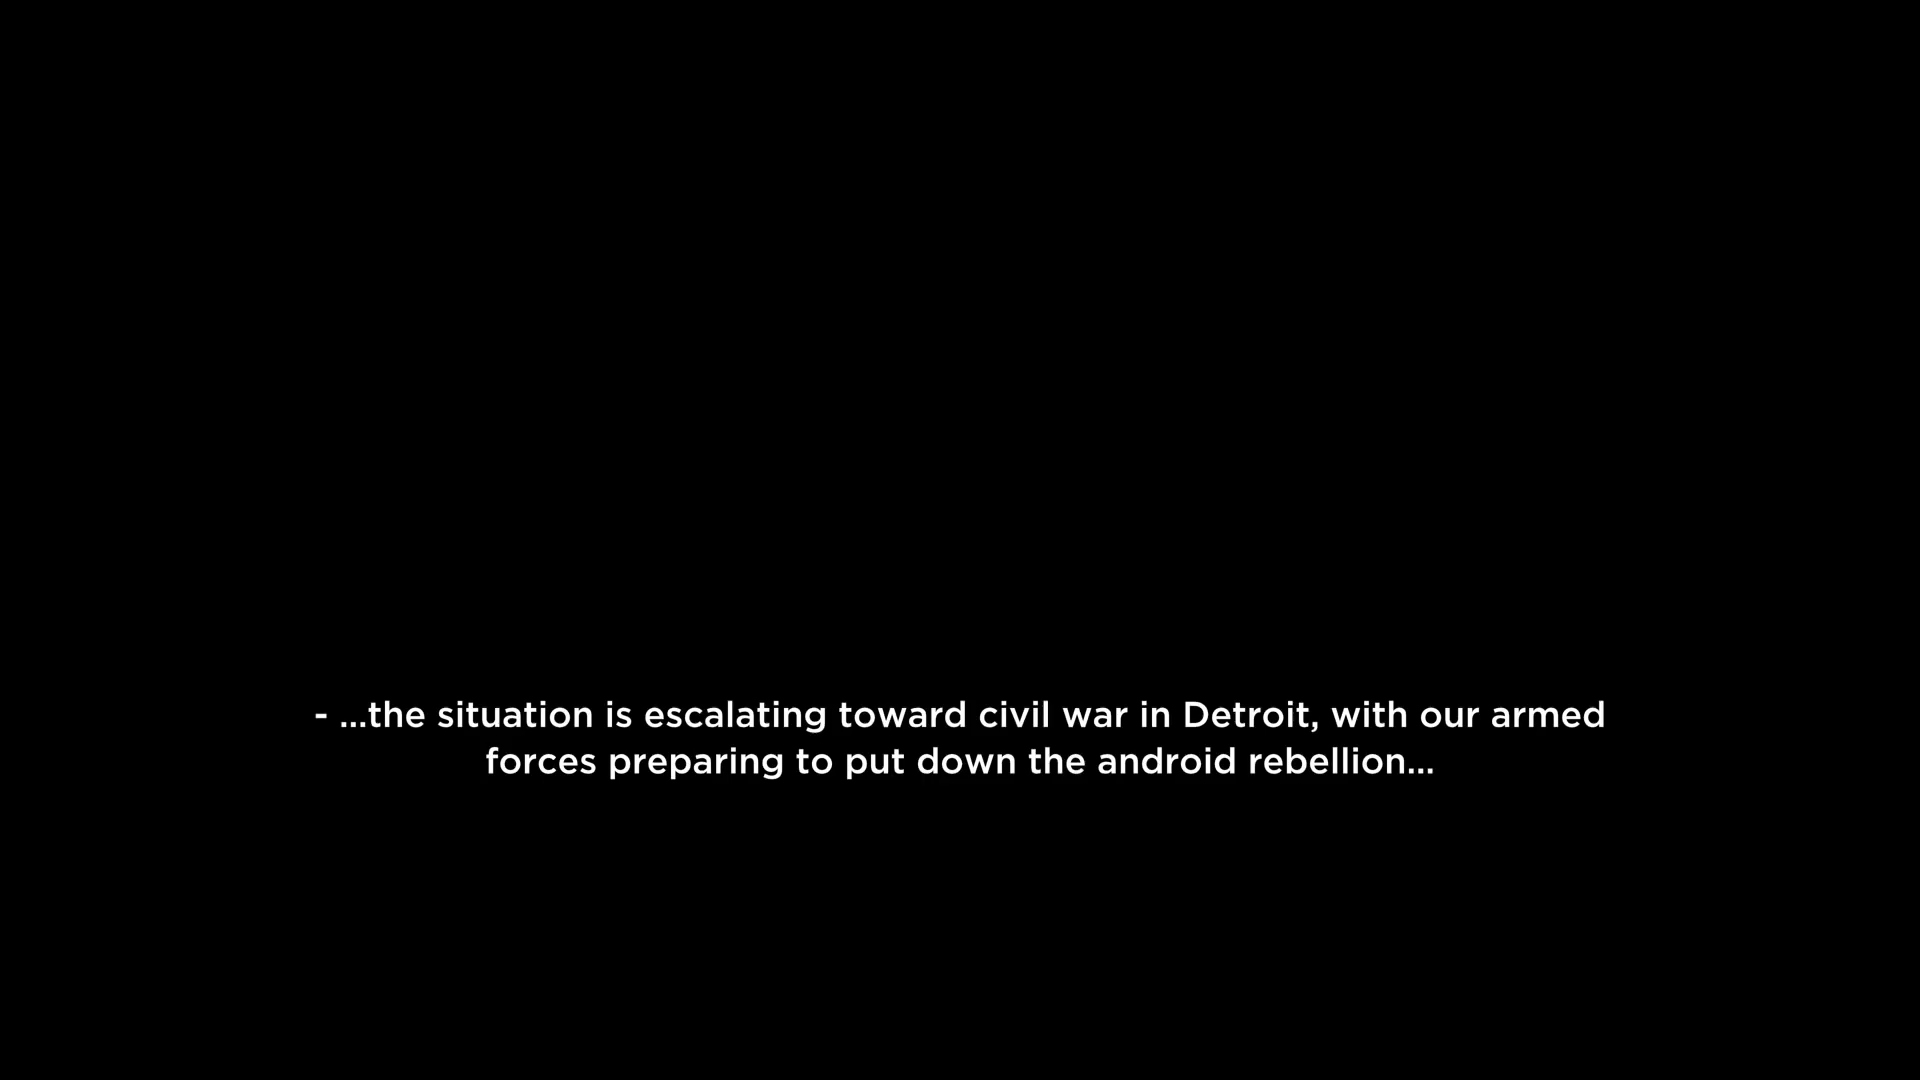 - ...the situation is escalating toward civil war in Detroit, with our armed
forces preparing to put down the android rebellion...